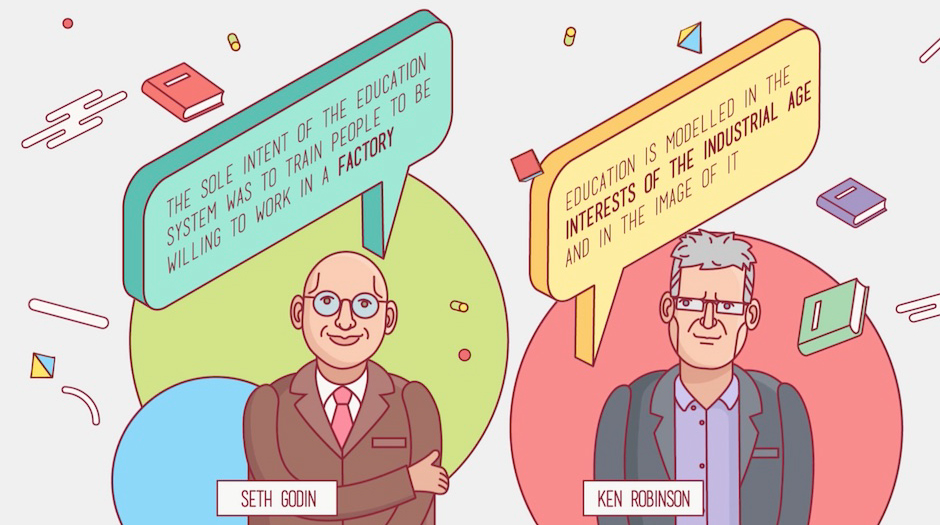 THE SOLE INTENT OF THE EDUCATION
SYSTEM WAS TO TRAIN PEOPLE TO BE
WILLING TO WORK IN A FACTORY
EDUCATION IS MODELLED IN THE
INTERESTS OF THE INDUSTRIAL AGE
AND IN THE IMAGE OF IT
SETH GODIN
KEN ROBINSON